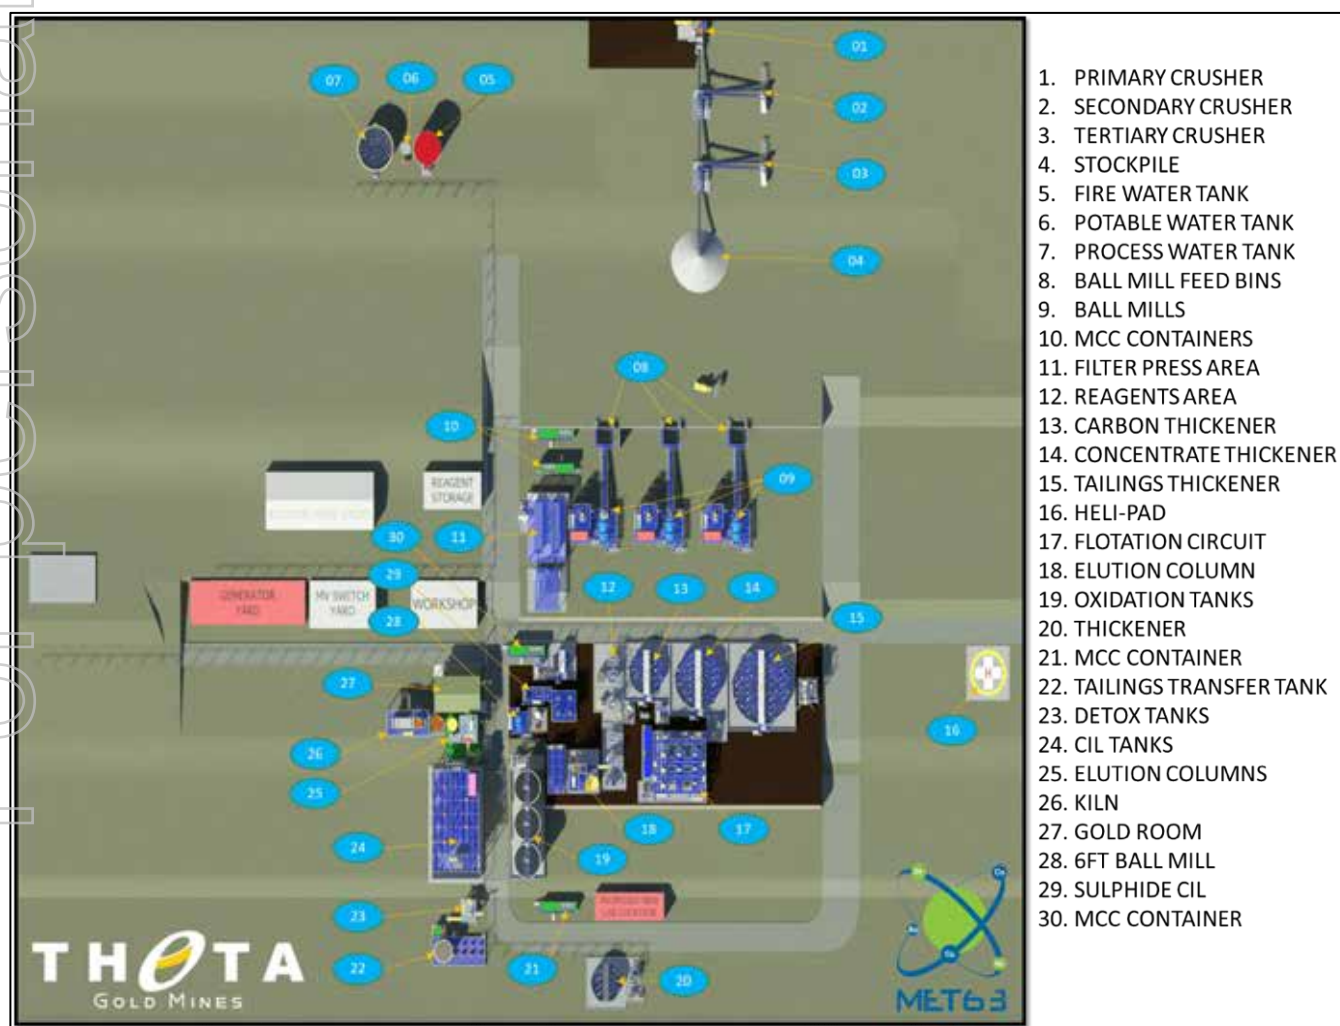 07
06
05
01
02
03
04
08
10
09
REAGENT
STORAGE
30
11
29
12
13
14
GENERATOR
YARD
MV SWITCH
YARD
WORKSHOP
28
15
27
H
16
26
25
18
17
24
19
23
22
21
20
THETA
GOLD MINES
MET63
1. PRIMARY CRUSHER
2. SECONDARY CRUSHER
3. TERTIARY CRUSHER
4. STOCKPILE
5. FIRE WATER TANK
6. POTABLE WATER TANK
7. PROCESS WATER TANK
8. BALL MILL FEED BINS
9. BALL MILLS
10. MCC CONTAINERS
11. FILTER PRESS AREA
12. REAGENTS AREA
13. CARBON THICKENER
14. CONCENTRATE THICKENER
15. TAILINGS THICKENER
16. HELI-PAD
17. FLOTATION CIRCUIT
18. ELUTION COLUMN
19. OXIDATION TANKS
20. THICKENER
21. MCC CONTAINER
22. TAILINGS TRANSFER TANK
23. DETOX TANKS
24. CIL TANKS
25. ELUTION COLUMNS
26. KILN
27. GOLD ROOM
28. 6FT BALL MILL
29. SULPHIDE CIL
30. MCC CONTAINER